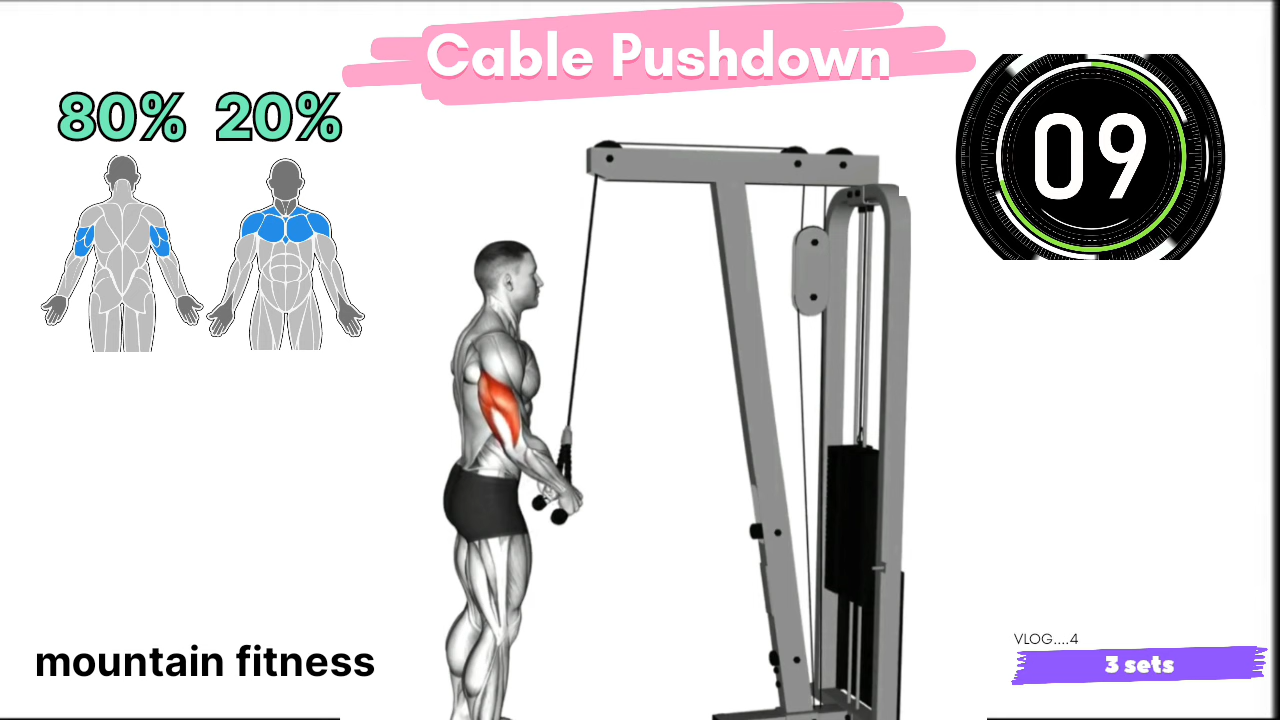 Cable Pushdown
80% 20%
09
mountain fitness
VLOG....4
3 sets